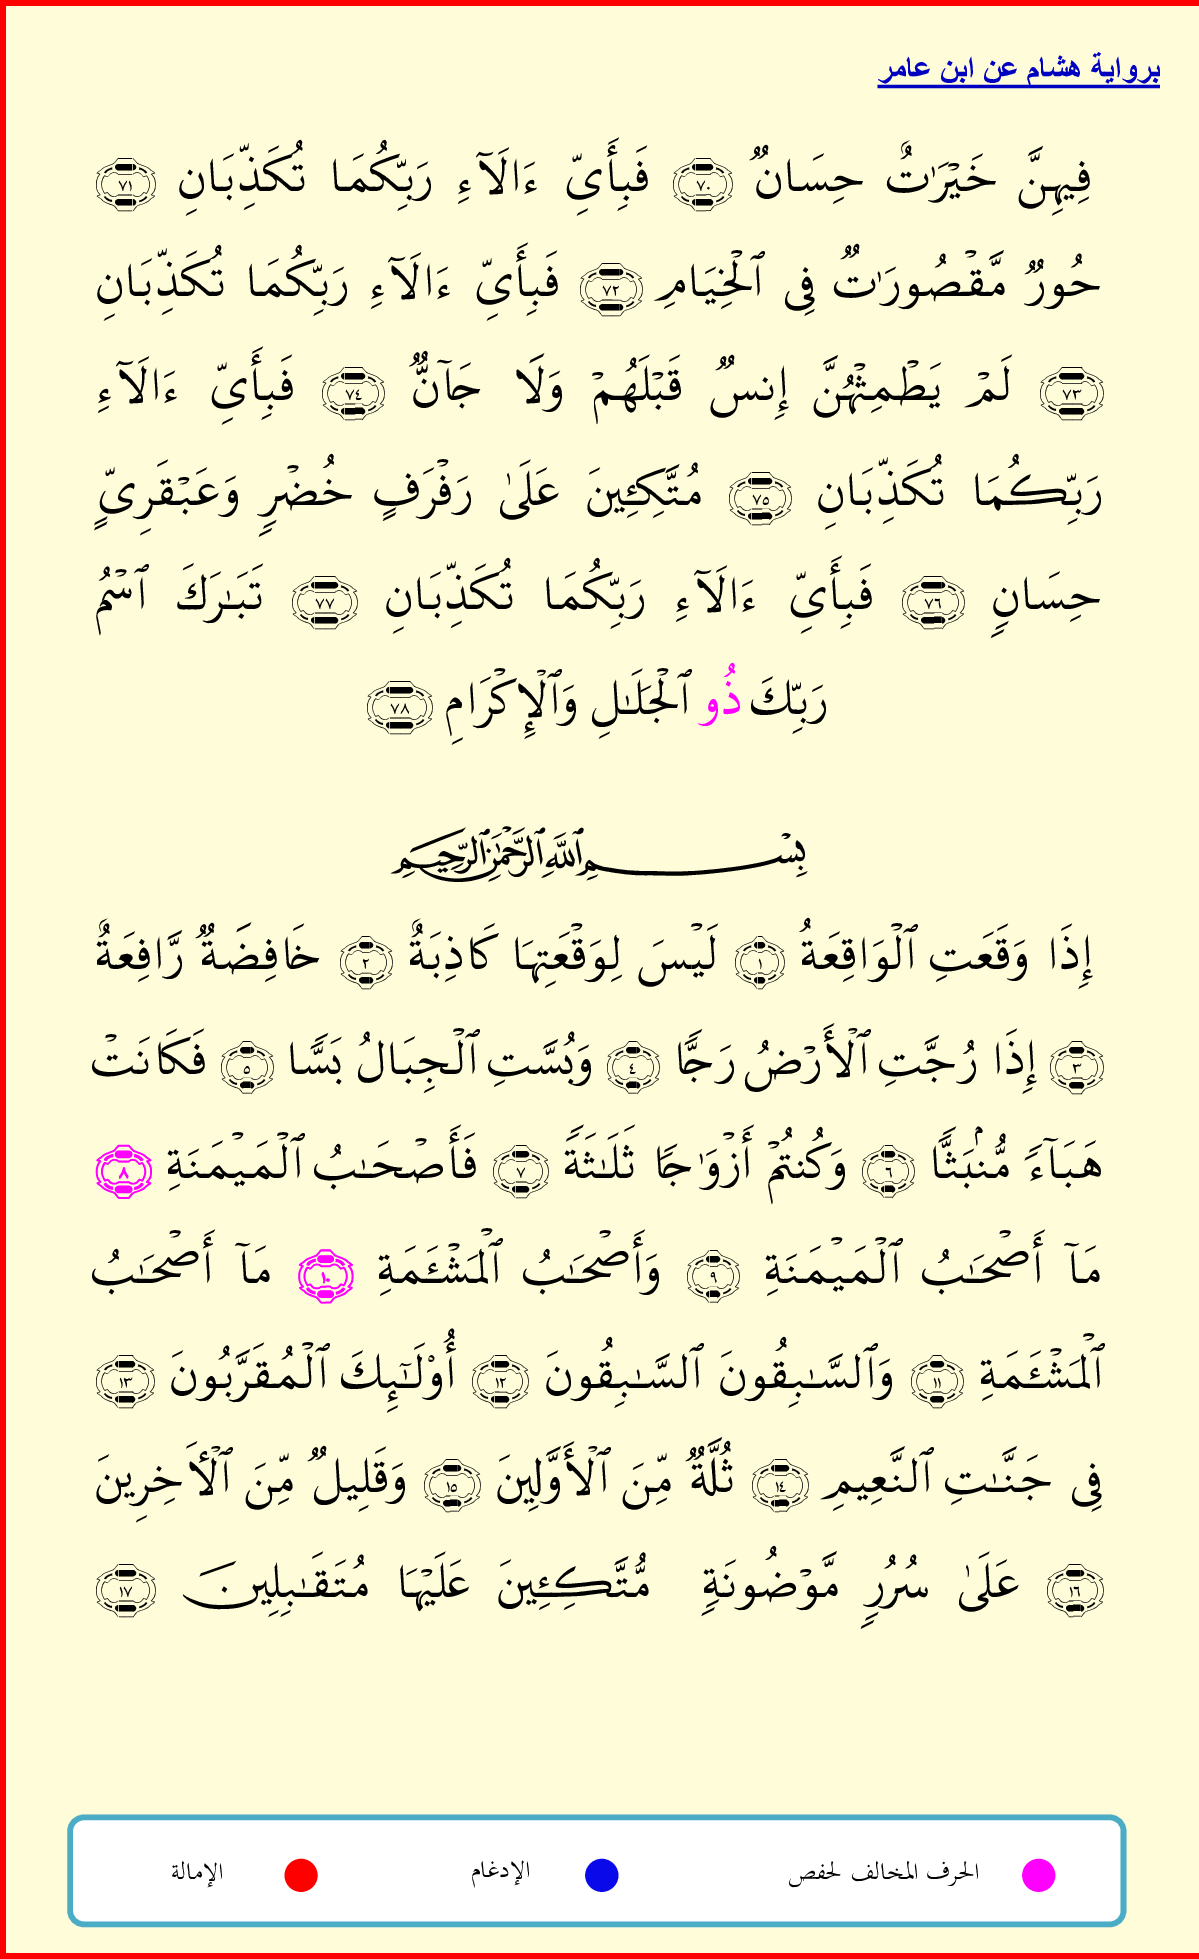 برواية هشام عن ابن عامر
فِيهِنَّ خَيْرَٰتٌ حِسَانٌ ٧٠ فَبِأَيِّ ءَالَآءِ رَبِّكُمَا تُكَذِّبَانِ ٧١
حُورٌ مَّقْصُورَٰتٌ فِي ٱلْخِيَامِ ٧٢ فَبِأَيِّ ءَالَآءِ رَبِّكُمَا تُكَذِّبَانِ
٧٣ لَمْ يَطْمِثْهُنَّ إِنسٌ قَبْلَهُمْ وَلَا جَآنٌّ ٧٤ فَبِأَيِّ ءَالَآءِ
رَبِّكُمَا تُكَذِّبَانِ ٧٥ مُتَّكِـِٔينَ عَلَىٰ رَفْرَفٍ خُضْرٍ وَعَبْقَرِيٍّ
حِسَانٍ ٧٦ فَبِأَيِّ ءَالَآءِ رَبِّكُمَا تُكَذِّبَانِ ٧٧ تَبَٰرَكَ ٱسْمُ
رَبِّكَ ذُو ٱلْجَلَٰلِ وَٱلْإِكْرَامِ ٧٨
بِسْمِ ٱللَّهِ ٱلرَّحْمَٰنِ ٱلرَّحِيمِ
إِذَا وَقَعَتِ ٱلْوَاقِعَةُ ١ لَيْسَ لِوَقْعَتِهَا كَاذِبَةٌ ٢ خَافِضَةٌ رَّافِعَةٌ
٣ إِذَا رُجَّتِ ٱلْأَرْضُ رَجًّا ٤ وَبُسَّتِ ٱلْجِبَالُ بَسًّا ٥ فَكَانَتْ
هَبَآءً مُّنۢبَثًّا ٦ وَكُنتُمْ أَزْوَٰجًا ثَلَٰثَةً ٧ فَأَصْحَٰبُ ٱلْمَيْمَنَةِ ٨
مَآ أَصْحَٰبُ ٱلْمَيْمَنَةِ ٩ وَأَصْحَٰبُ ٱلْمَشْـَٔمَةِ ١٠ مَآ أَصْحَٰبُ
ٱلْمَشْـَٔمَةِ ١١ وَٱلسَّٰبِقُونَ ٱلسَّٰبِقُونَ ١٢ أُوْلَٰٓئِكَ ٱلْمُقَرَّبُونَ ١٣
فِي جَنَّٰتِ ٱلنَّعِيمِ ١٤ ثُلَّةٌ مِّنَ ٱلْأَوَّلِينَ ١٥ وَقَلِيلٌ مِّنَ ٱلْأٓخِرِينَ
١٦ عَلَىٰ سُرُرٍ مَّوْضُونَةٍ مُّتَّكِـِٔينَ عَلَيْهَا مُتَقَٰبِلِينَ ١٧
الحرف المخالف لحفص الإدغام الإمالة